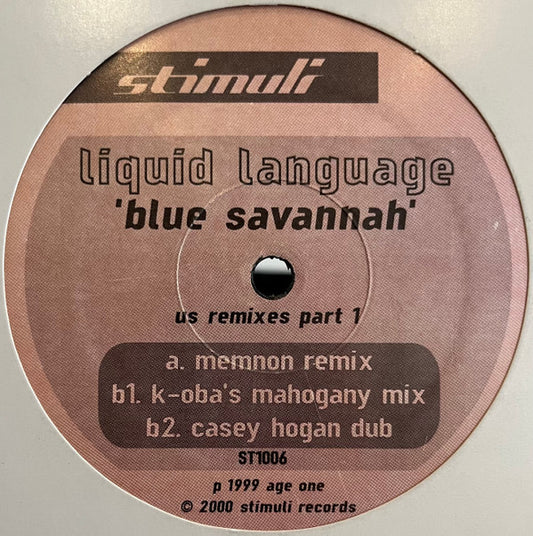 stimuli
liquid language
'blue savannah'
us remixes part 1
a. memnon remix
b1. k-oba's mahogany mix
b2. casey hogan dub
ST1006
p 1999 age one
© 2000 stimuli records